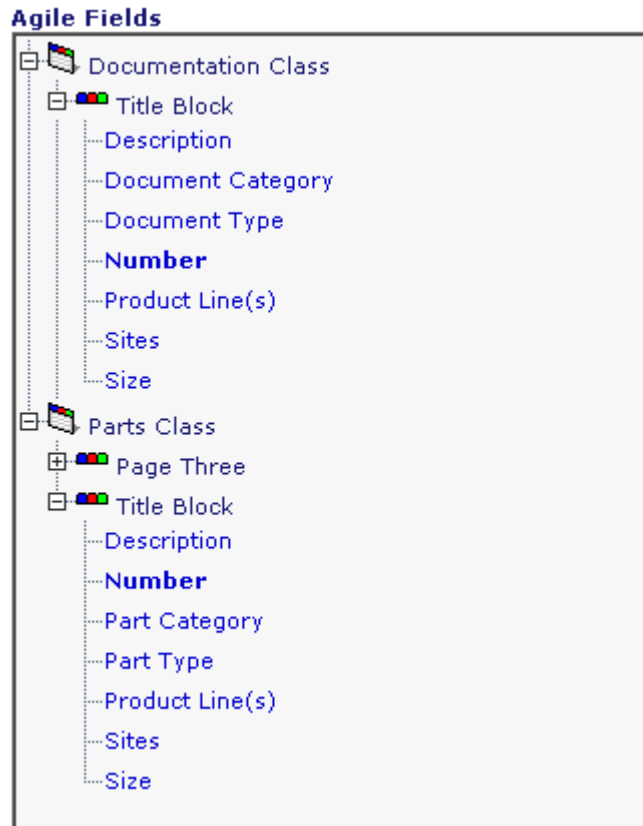 Agile Fields
Documentation Class
Title Block
Description
Document Category
Document Type
Number
Product Line(s)
Sites
Size
Parts Class
Page Three
Title Block
Description
Number
Part Category
Part Type
Product Line(s)
Sites
Size